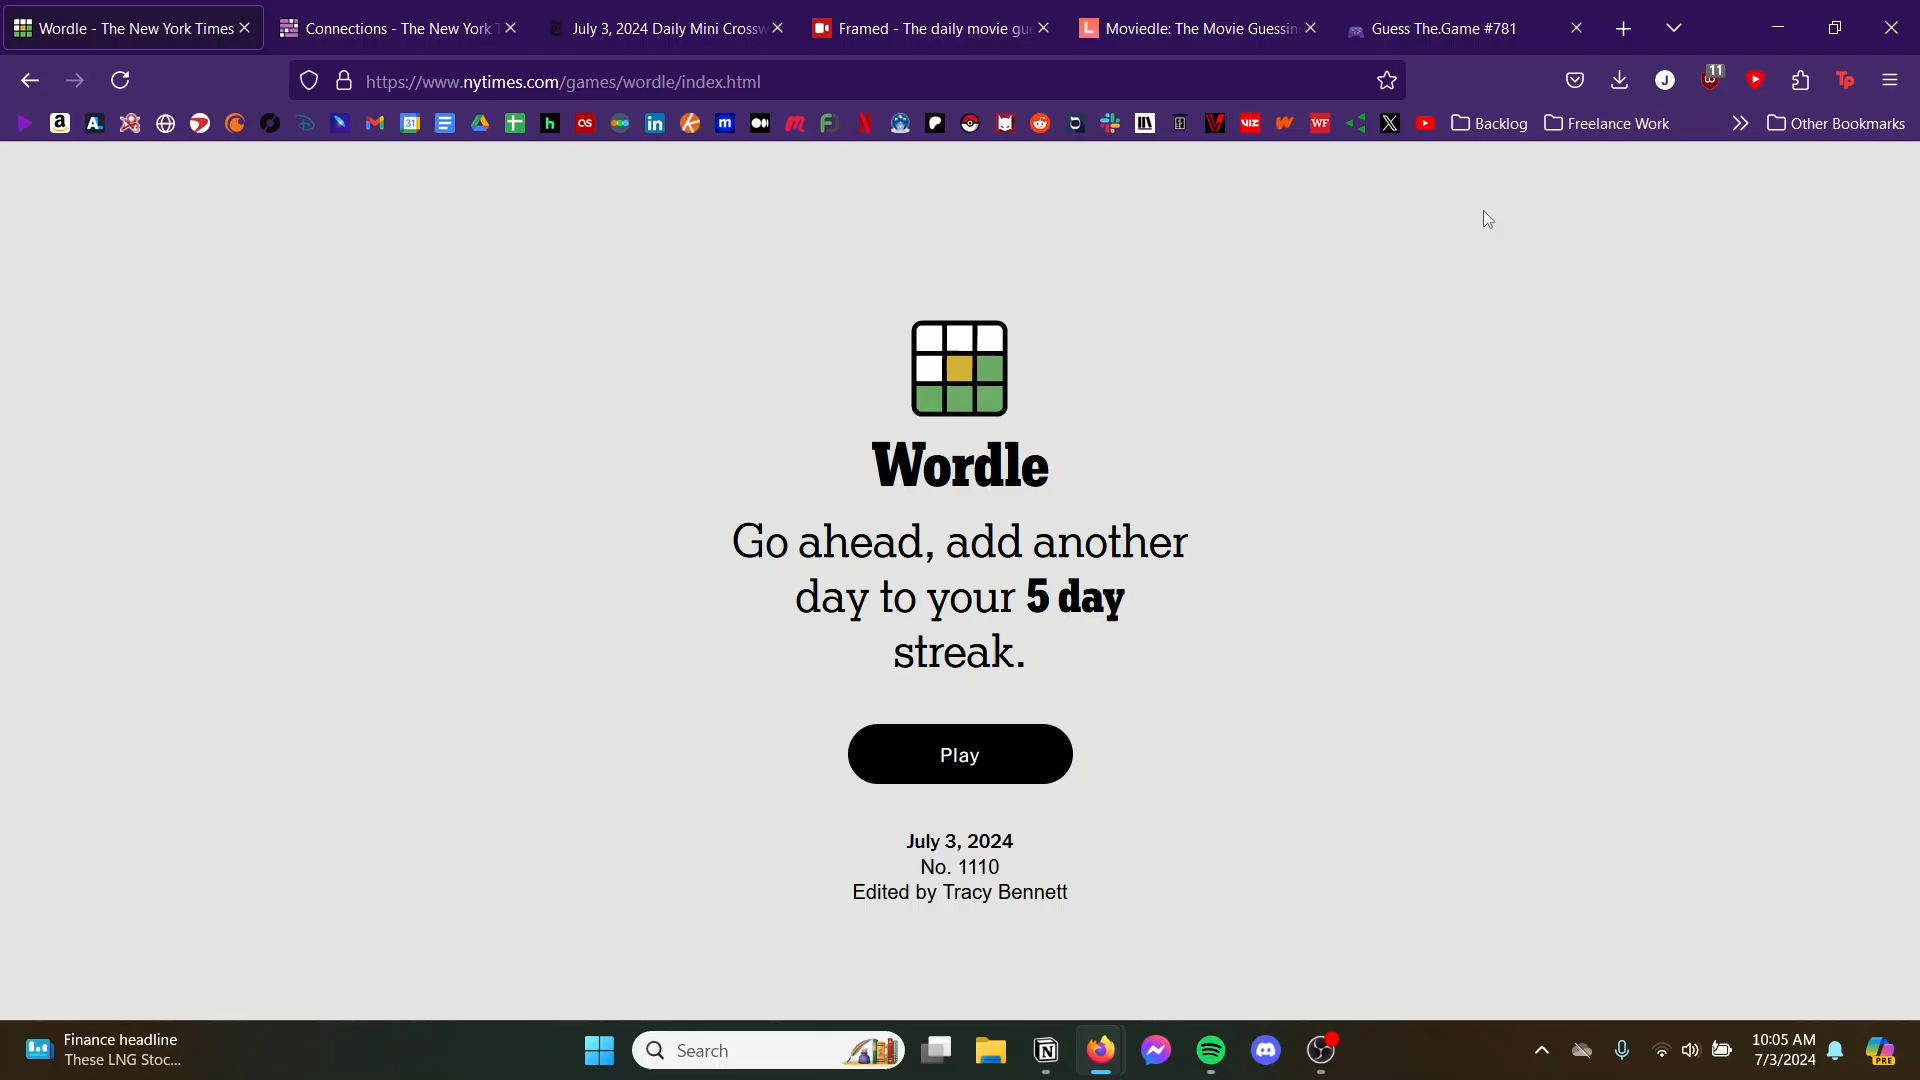 Wordle - The New York Times
Connections - The New York T
July 3, 2024 Daily Mini Crossw
Framed - The daily movie gue
Moviedle: The Movie Guessin
Guess The.Game #781
https://www.nytimes.com/games/wordle/index.html
11
Backlog
Freelance Work
Other Bookmarks
Wordle
Go ahead, add another
day to your 5 day
streak.
Play
July 3, 2024
No. 1110
Edited by Tracy Bennett
Finance headline
These LNG Stoc...
Search
10:05 AM
7/3/2024
PRE